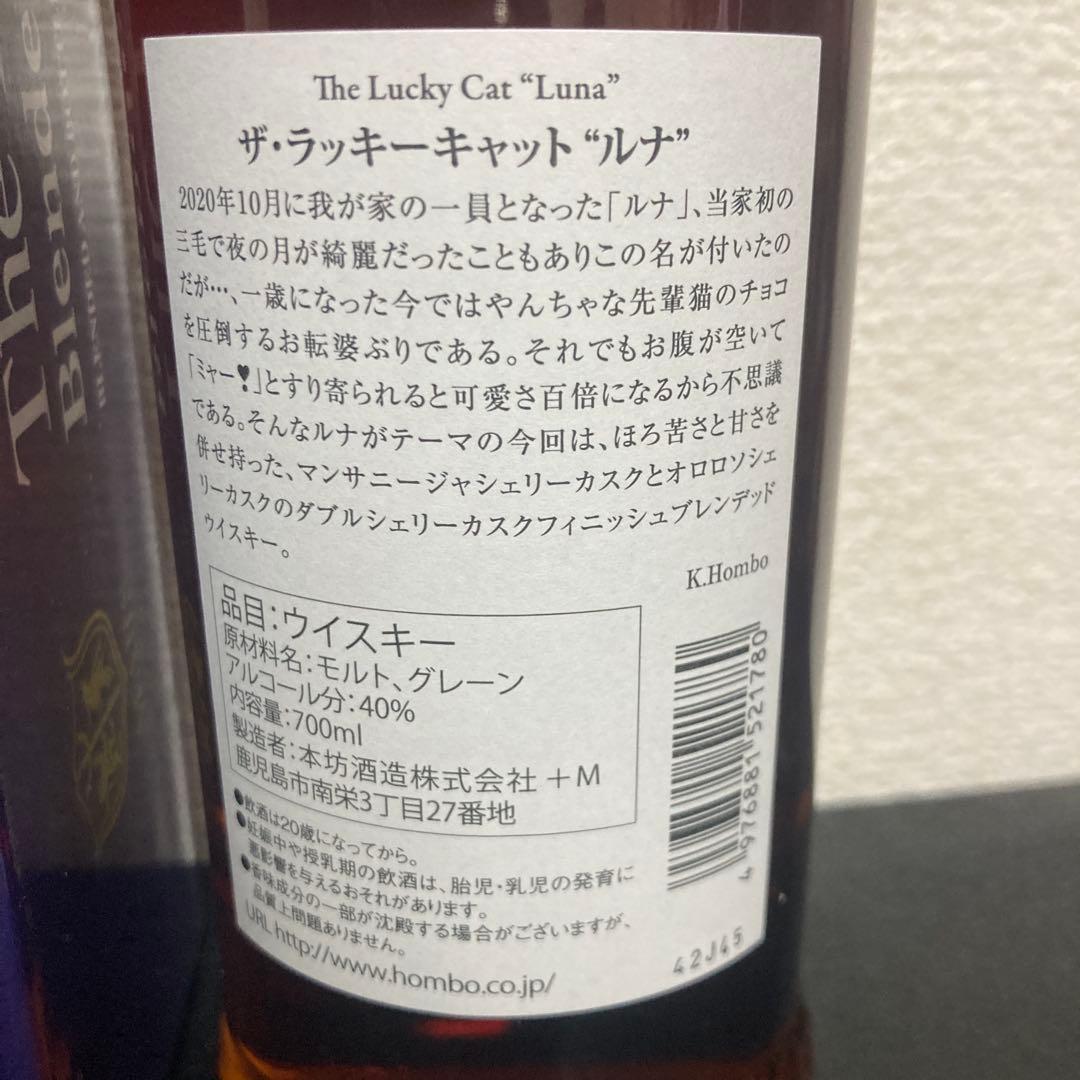 The Blende
The Lucky Cat “Luna”
ザ・ラッキーキャット“ルナ”
2020年10月に我が家の一員となった「ルナ」、当家初の
三毛で夜の月が綺麗だったこともありこの名が付いたの
だが…、一歳になった今ではやんちゃな先輩猫のチョコ
を圧倒するお転婆ぶりである。それでもお腹が空いて
「ミャー❣」とすり寄られると可愛さ百倍になるから不思議
である。そんなルナがテーマの今回は、ほろ苦さと甘さを
併せ持った、マンサニージャシェリーカスクとオロロソシェ
リーカスクのダブルシェリーカスクフィニッシュブレンデッド
ウイスキー。
K.Hombo
品目：ウイスキー
原材料名：モルト、グレーン
アルコール分：40%
内容量：700ml
製造者：本坊酒造株式会社 +M
鹿児島市南栄3丁目27番地
●飲酒は20歳になってから。
●妊娠中や授乳期の飲酒は、胎児・乳児の発育に
悪影響を与えるおそれがあります。
●香味成分の一部が沈殿する場合がございますが、
品質上問題ありません。
URL http://www.hombo.co.jp/
4 976881 521780
42J45